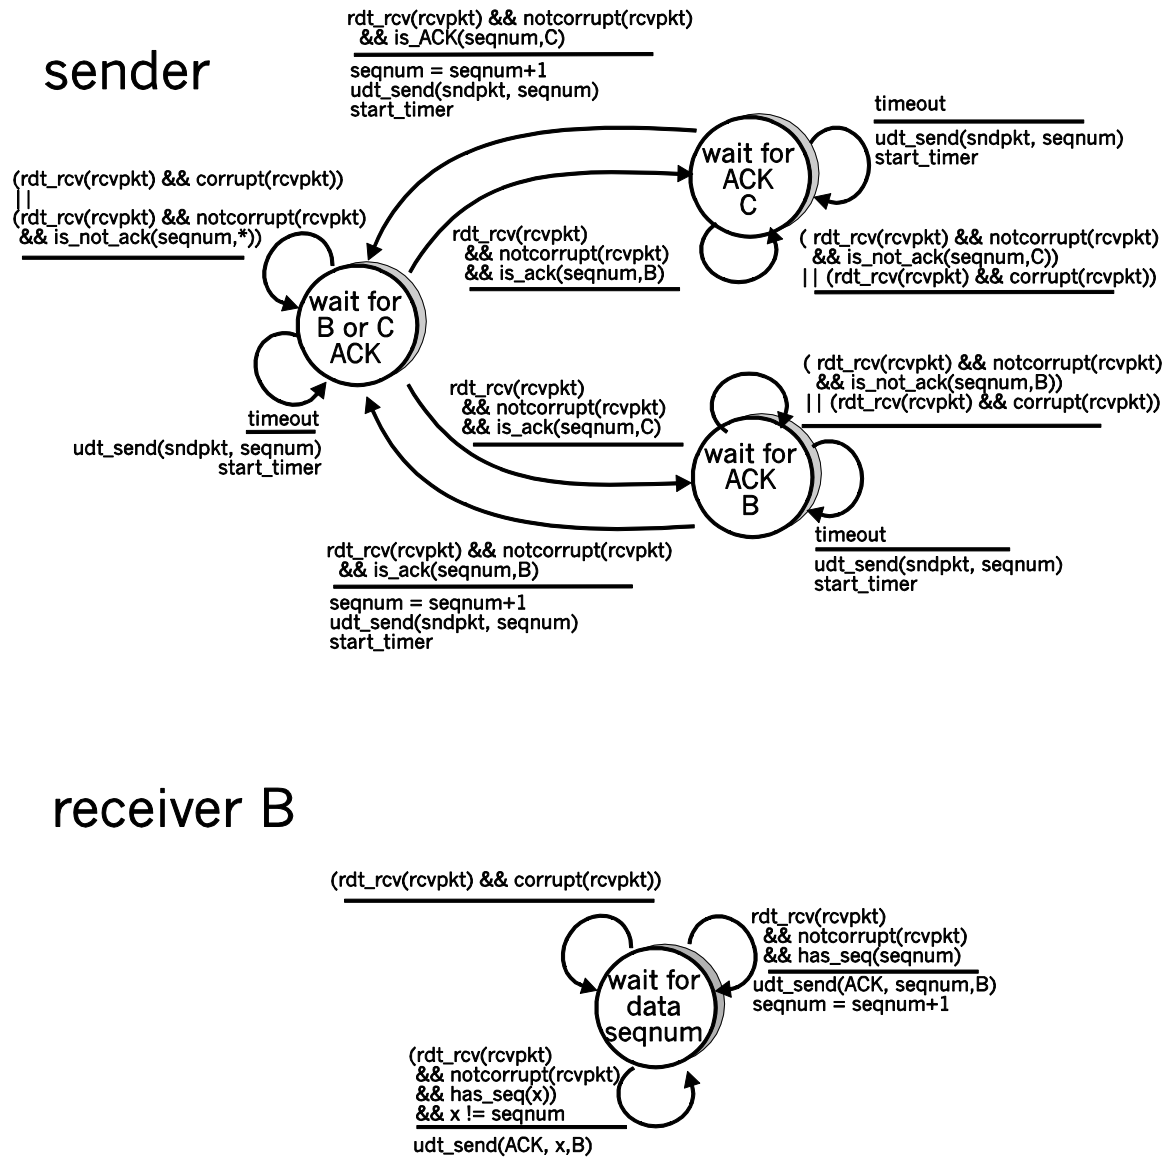 sender
rdt_rcv(rcvpkt) && notcorrupt(rcvpkt)
&& is_ACK(seqnum,C)
seqnum = seqnum+1
udt_send(sndpkt, seqnum)
start_timer
timeout
udt_send(sndpkt, seqnum)
start_timer
wait for
ACK
C
(rdt_rcv(rcvpkt) && corrupt(rcvpkt))
||
(rdt_rcv(rcvpkt) && notcorrupt(rcvpkt)
&& is_not_ack(seqnum,*))
rdt_rcv(rcvpkt)
&& notcorrupt(rcvpkt)
&& is_ack(seqnum,B)
( rdt_rcv(rcvpkt) && notcorrupt(rcvpkt)
&& is_not_ack(seqnum,C))
|| (rdt_rcv(rcvpkt) && corrupt(rcvpkt))
wait for
B or C
ACK
timeout
udt_send(sndpkt, seqnum)
start_timer
rdt_rcv(rcvpkt)
&& notcorrupt(rcvpkt)
&& is_ack(seqnum,C)
( rdt_rcv(rcvpkt) && notcorrupt(rcvpkt)
&& is_not_ack(seqnum,B))
|| (rdt_rcv(rcvpkt) && corrupt(rcvpkt))
wait for
ACK
B
timeout
udt_send(sndpkt, seqnum)
start_timer
rdt_rcv(rcvpkt) && notcorrupt(rcvpkt)
&& is_ack(seqnum,B)
seqnum = seqnum+1
udt_send(sndpkt, seqnum)
start_timer
receiver B
(rdt_rcv(rcvpkt) && corrupt(rcvpkt))
rdt_rcv(rcvpkt)
&& notcorrupt(rcvpkt)
&& has_seq(seqnum)
udt_send(ACK, seqnum,B)
seqnum = seqnum+1
wait for
data
seqnum
(rdt_rcv(rcvpkt)
&& notcorrupt(rcvpkt)
&& has_seq(x))
&& x != seqnum
udt_send(ACK, x,B)